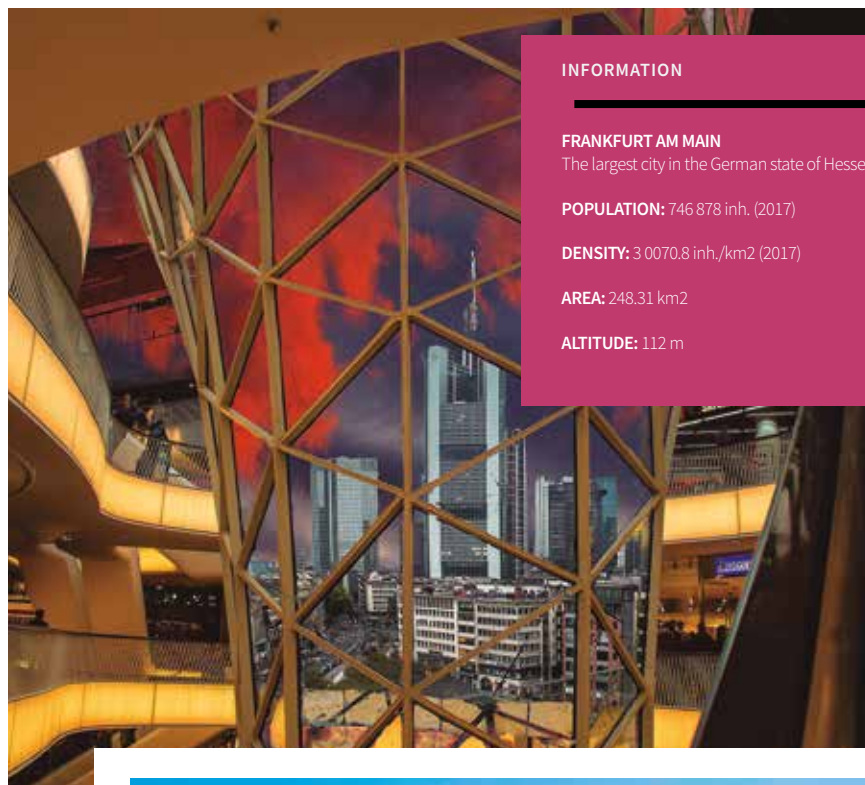 INFORMATION
FRANKFURT AM MAIN
The largest city in the German state of Hesse
POPULATION: 746 878 inh. (2017)
DENSITY: 3 0070.8 inh./km2 (2017)
AREA: 248.31 km2
ALTITUDE: 112 m